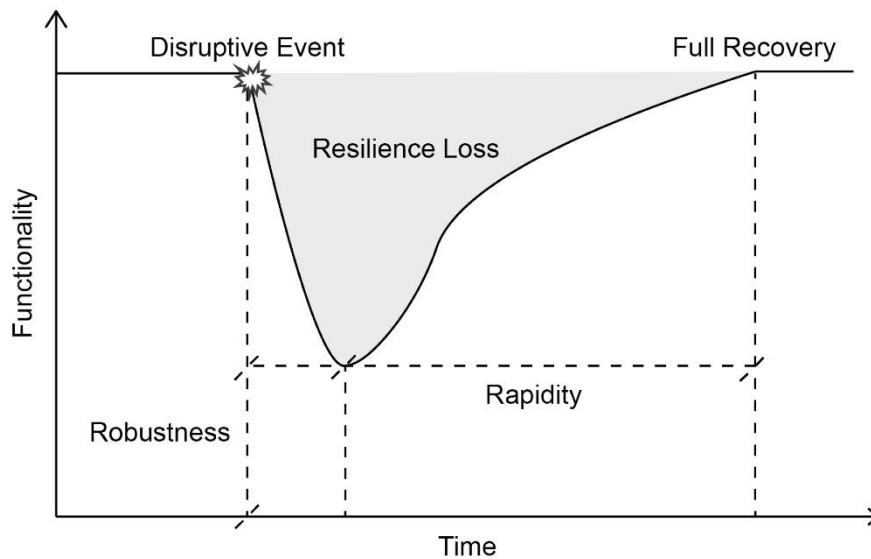 Disruptive Event
Full Recovery
Resilience Loss
Functionality
Rapidity
Robustness
Time